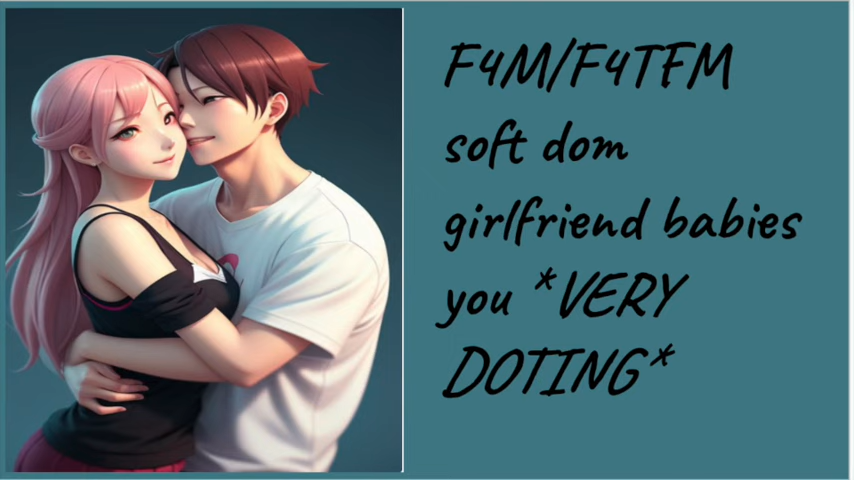 F4M/F4TFM
soft dom
girlfriend babies
you *VERY
DOTING*